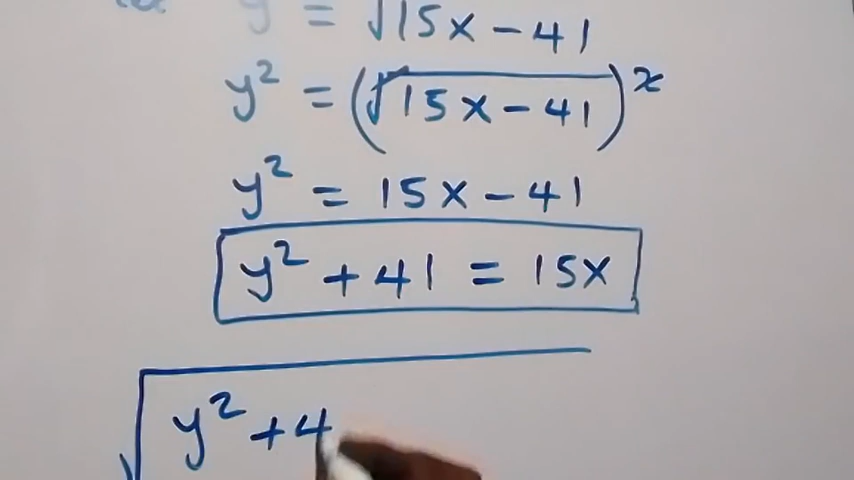 y = √15x - 41
y² = (√15x - 41)²
y² = 15x - 41
y² + 41 = 15x
√y² + 4